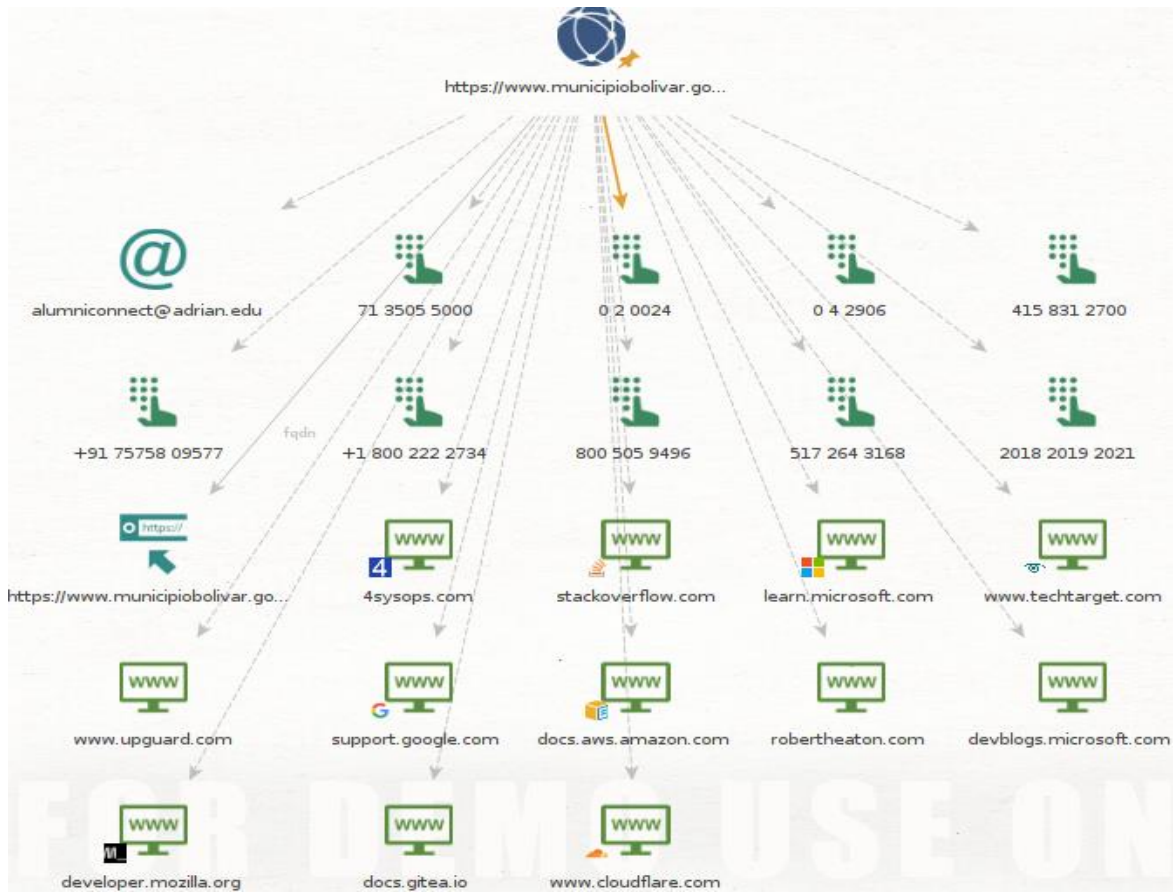 https://www.municipiobolivar.go...
alumniconnect@adrian.edu
71 3505 5000
0 2 0024
0 4 2906
415 831 2700
fqdn
+91 75758 09577
+1 800 222 2734
800 505 9496
517 264 3168
2018 2019 2021
https://
https://www.municipiobolivar.go...
4
www
4sysops.com
www
stackoverflow.com
www
learn.microsoft.com
www
www.techtarget.com
www
www.upguard.com
www
support.google.com
www
docs.aws.amazon.com
www
robertheaton.com
www
devblogs.microsoft.com
www
developer.mozilla.org
www
docs.gitea.io
www
www.cloudflare.com
FOR DEMO USE ON